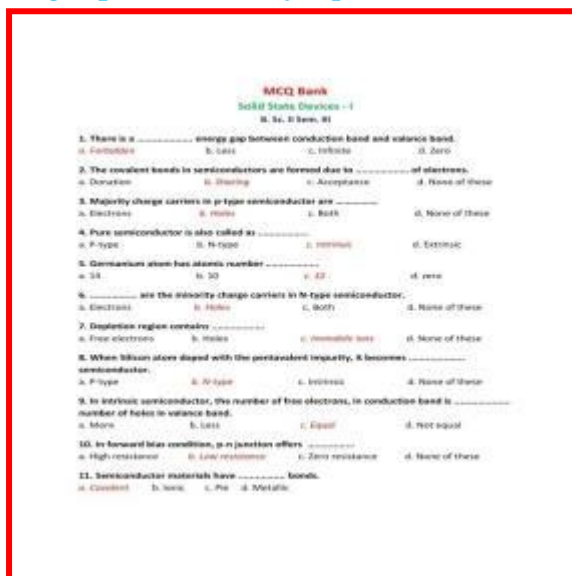 MCQ Bank
Solid State Devices - I
B. Sc. II Sem. III
1. There is a .................... energy gap between conduction band and valance band.
a. Forbidden b. Less c. Infinite d. Zero
2. The covalent bonds in semiconductors are formed due to ................... of electrons.
a. Donation b. Sharing c. Acceptance d. None of these
3. Majority charge carriers in p-type semiconductor are ..............
a. Electrons b. Holes c. Both d. None of these
4. Pure semiconductor is also called as .................
a. P-type b. N-type c. Intrinsic d. Extrinsic
5. Germanium atom has atomic number ..................
a. 14 b. 10 c. 32 d. zero
6. ................ are the minority charge carriers in N-type semiconductor.
a. Electrons b. Holes c. Both d. None of these
7. Depletion region contains .................
a. Free electrons b. Holes c. Immobile ions d. None of these
8. When Silicon atom doped with the pentavalent impurity, it becomes ...................
semiconductor.
a. P-type b. N-type c. Intrinsic d. None of these
9. In intrinsic semiconductor, the number of free electrons, in conduction band is ..................
number of holes in valance band.
a. More b. Less c. Equal d. Not equal
10. In forward bias condition, p-n junction offers ...............
a. High resistance b. Low resistance c. Zero resistance d. None of these
11. Semiconductor materials have ............... bonds.
a. Covalent b. Ionic c. Pie d. Metallic